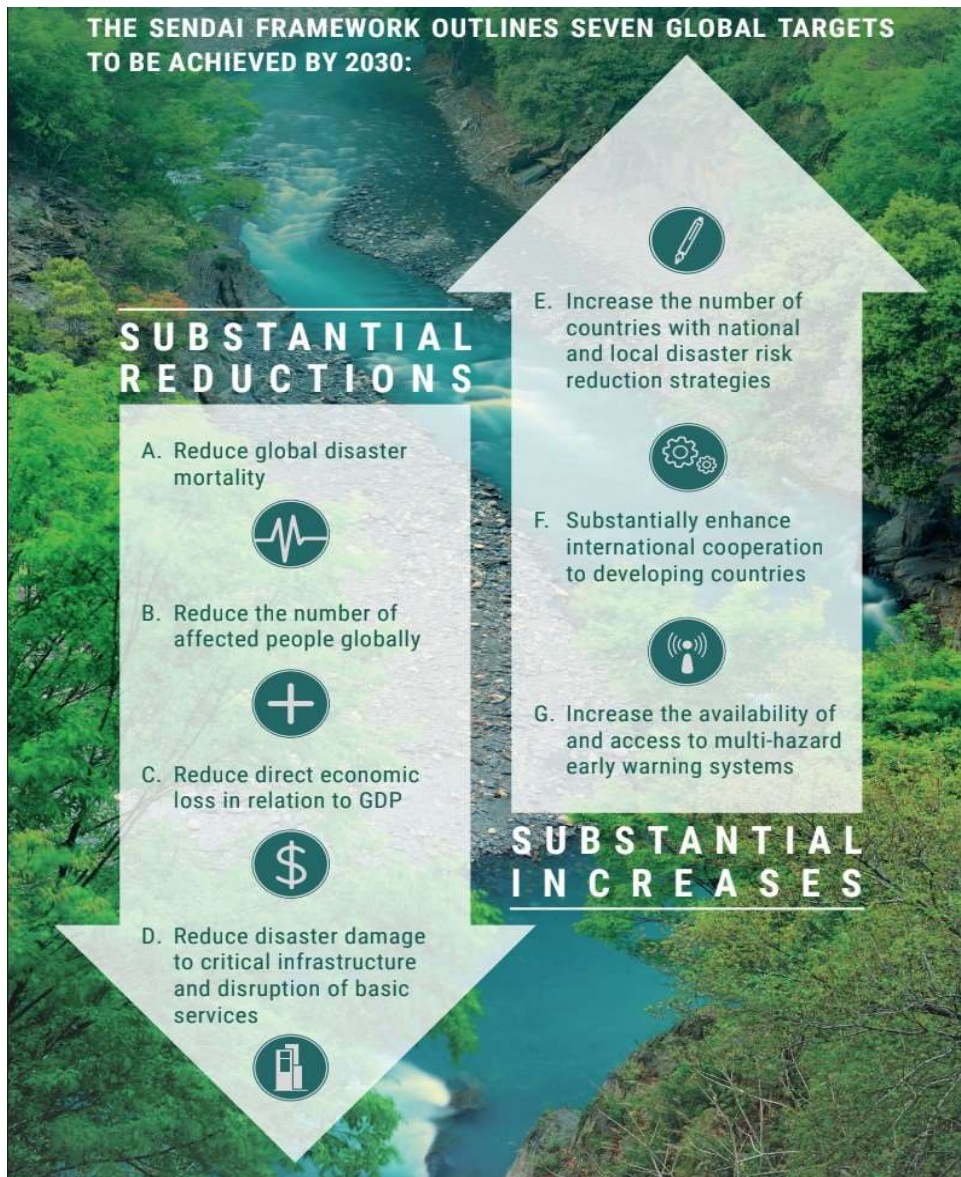 THE SENDAI FRAMEWORK OUTLINES SEVEN GLOBAL TARGETS
TO BE ACHIEVED BY 2030:
SUBSTANTIAL
REDUCTIONS
A. Reduce global disaster
mortality
B. Reduce the number of
affected people globally
C. Reduce direct economic
loss in relation to GDP
$
D. Reduce disaster damage
to critical infrastructure
and disruption of basic
services
E. Increase the number of
countries with national
and local disaster risk
reduction strategies
F. Substantially enhance
international cooperation
to developing countries
G. Increase the availability of
and access to multi-hazard
early warning systems
SUBSTANTIAL
INCREASES